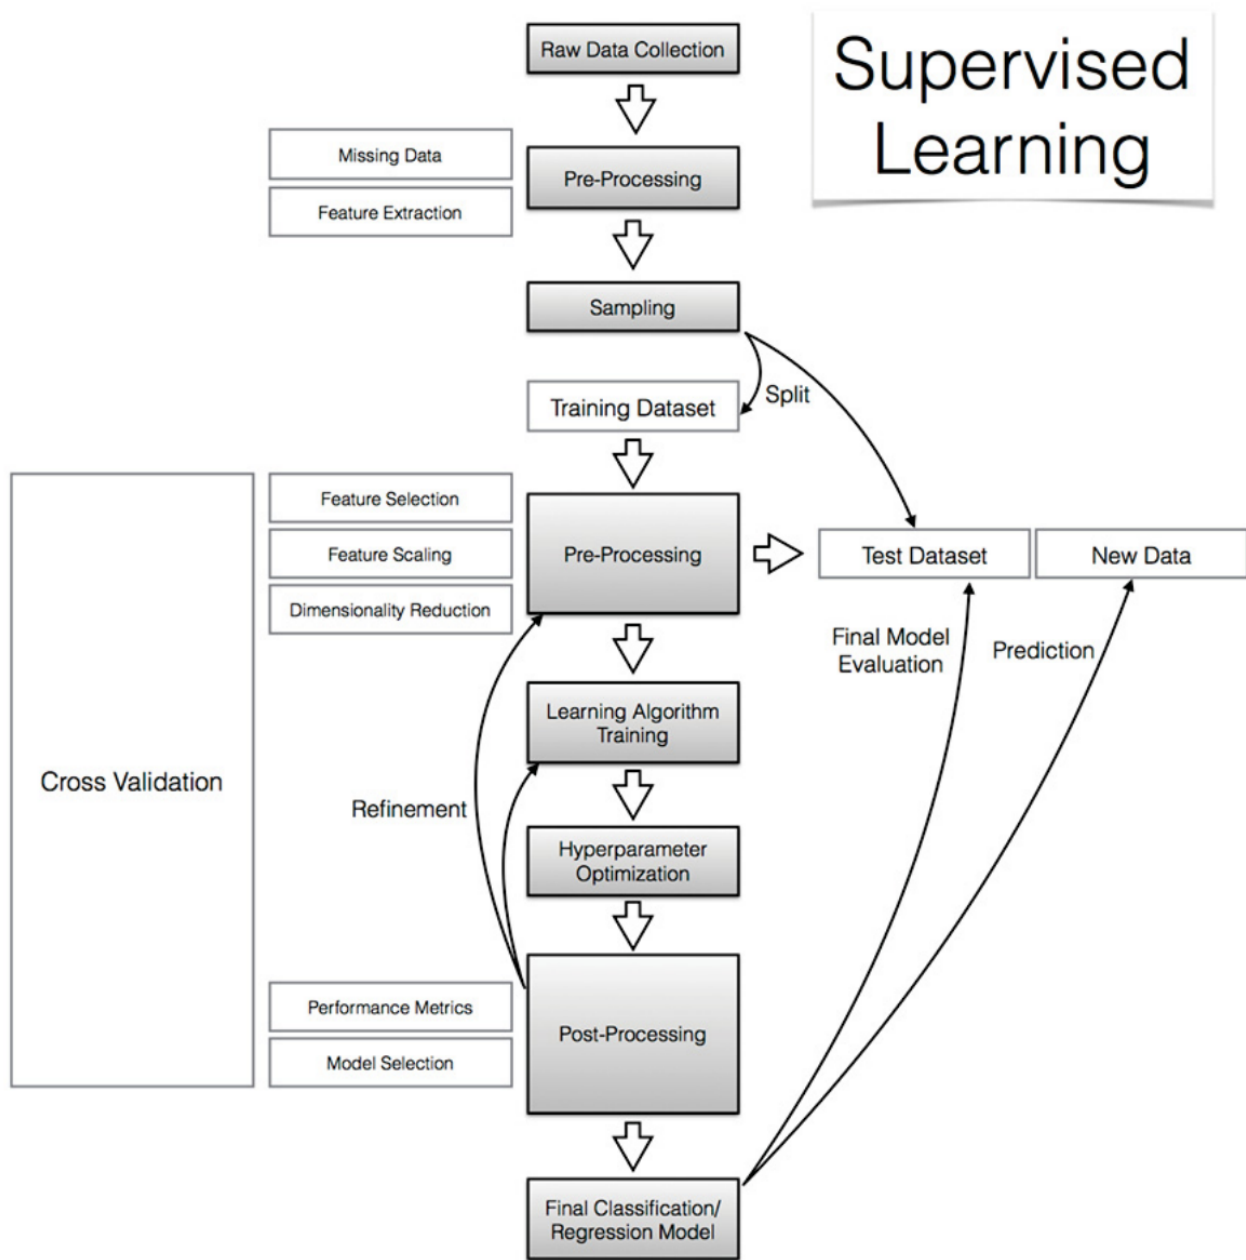 Supervised
Learning
Raw Data Collection
Missing Data
Feature Extraction
Pre-Processing
Sampling
Split
Training Dataset
Feature Selection
Feature Scaling
Dimensionality Reduction
Pre-Processing
Test Dataset
New Data
Final Model
Evaluation
Prediction
Learning Algorithm
Training
Cross Validation
Refinement
Hyperparameter
Optimization
Performance Metrics
Model Selection
Post-Processing
Final Classification/
Regression Model